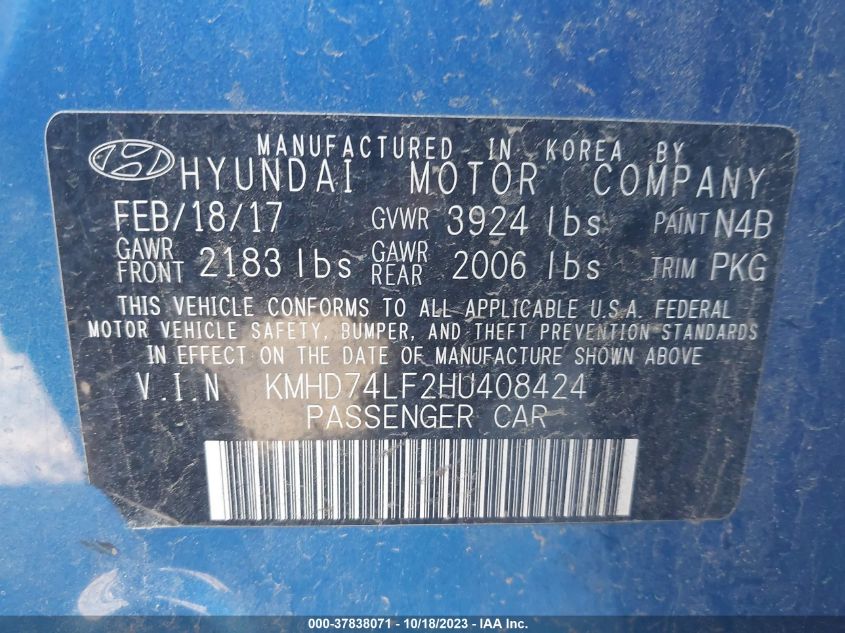 MANUFACTURED IN KOREA BY
HYUNDAI MOTOR COMPANY
FEB/18/17 GVWR 3924 lbs PAINT N4B
GAWR FRONT 2183 lbs GAWR REAR 2006 lbs TRIM PKG
THIS VEHICLE CONFORMS TO ALL APPLICABLE U.S.A. FEDERAL
MOTOR VEHICLE SAFETY, BUMPER, AND THEFT PREVENTION STANDARDS
IN EFFECT ON THE DATE OF MANUFACTURE SHOWN ABOVE
V.I.N KMHD74LF2HU408424
PASSENGER CAR
000-37838071 - 10/18/2023 - IAA Inc.